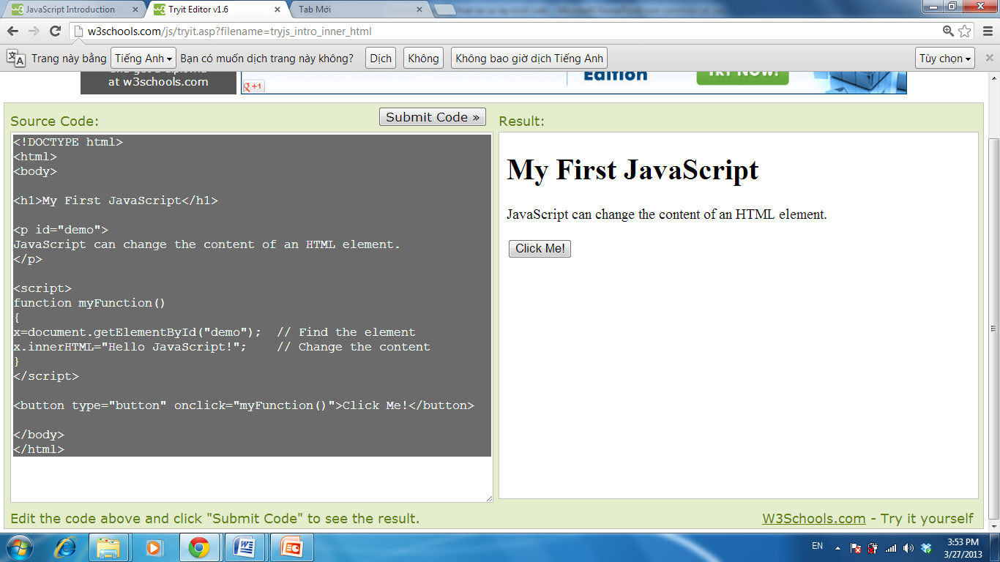 JavaScript Introduction
Tryit Editor v1.6
Tab Mới
w3schools.com/js/tryit.asp?filename=tryjs_intro_inner_html
Trang này bằng Tiếng Anh Bạn có muốn dịch trang này không? Dịch Không Không bao giờ dịch Tiếng Anh Tùy chọn
at w3schools.com
Edition
TRY NOW!
+1
Source Code:
Submit Code »
<!DOCTYPE html>
<html>
<body>
<h1>My First JavaScript</h1>
<p id="demo">
JavaScript can change the content of an HTML element.
</p>
<script>
function myFunction()
{
x=document.getElementById("demo");  // Find the element
x.innerHTML="Hello JavaScript!";    // Change the content
}
</script>
<button type="button" onclick="myFunction()">Click Me!</button>
</body>
</html>
Result:
My First JavaScript
JavaScript can change the content of an HTML element.
Click Me!
Edit the code above and click "Submit Code" to see the result.
W3Schools.com - Try it yourself
EN
3:53 PM
3/27/2013